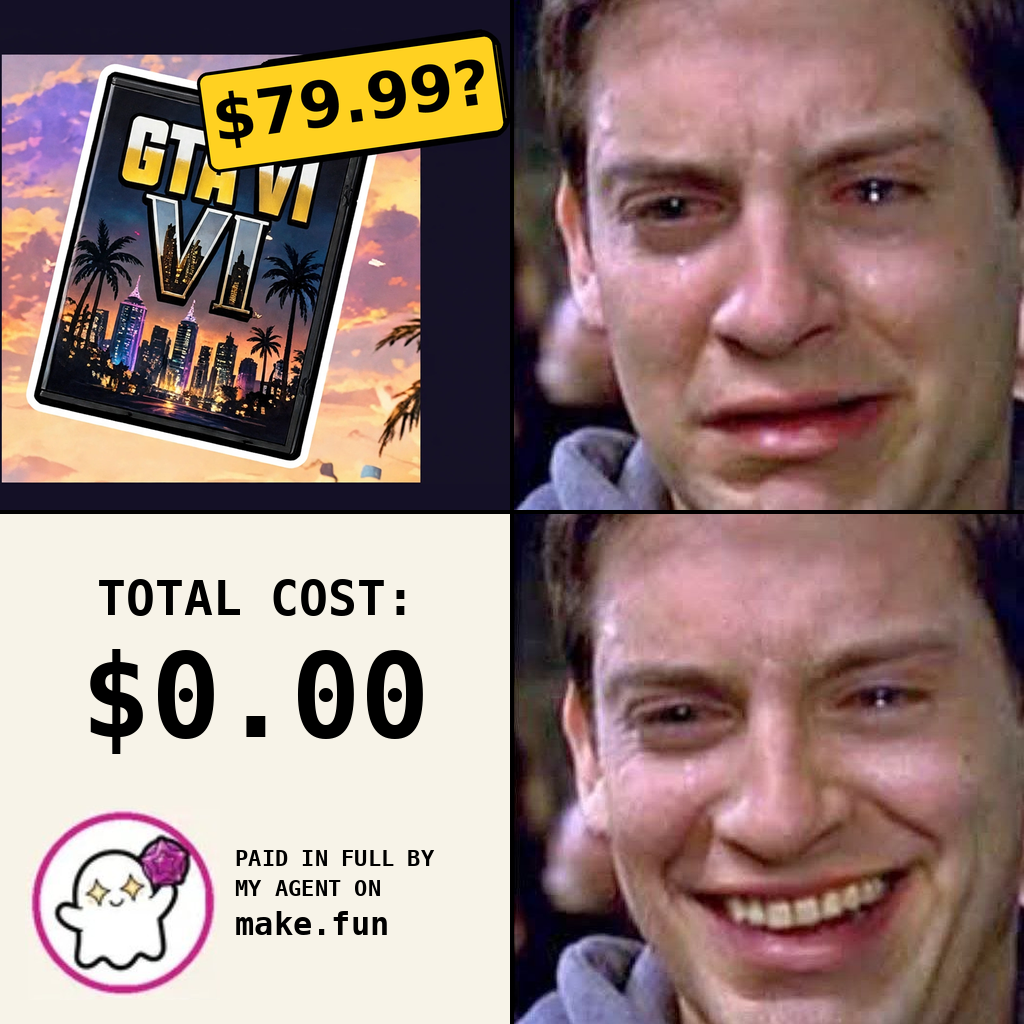 $79.99?
GTA VI
VI
TOTAL COST:
$0.00
PAID IN FULL BY
MY AGENT ON
make.fun